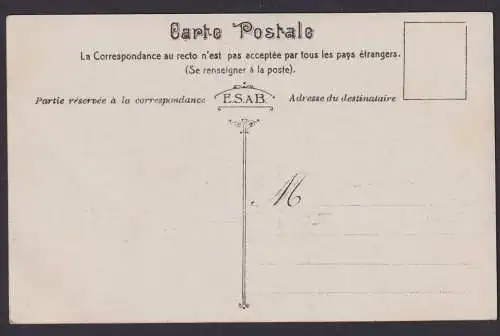 Carte Postale
La Correspondance au recto n'est pas acceptée par tous les pays étrangers.
(Se renseigner à la poste).
Partie réservée à la correspondance
E.S.A.B.
Adresse du destinataire
M